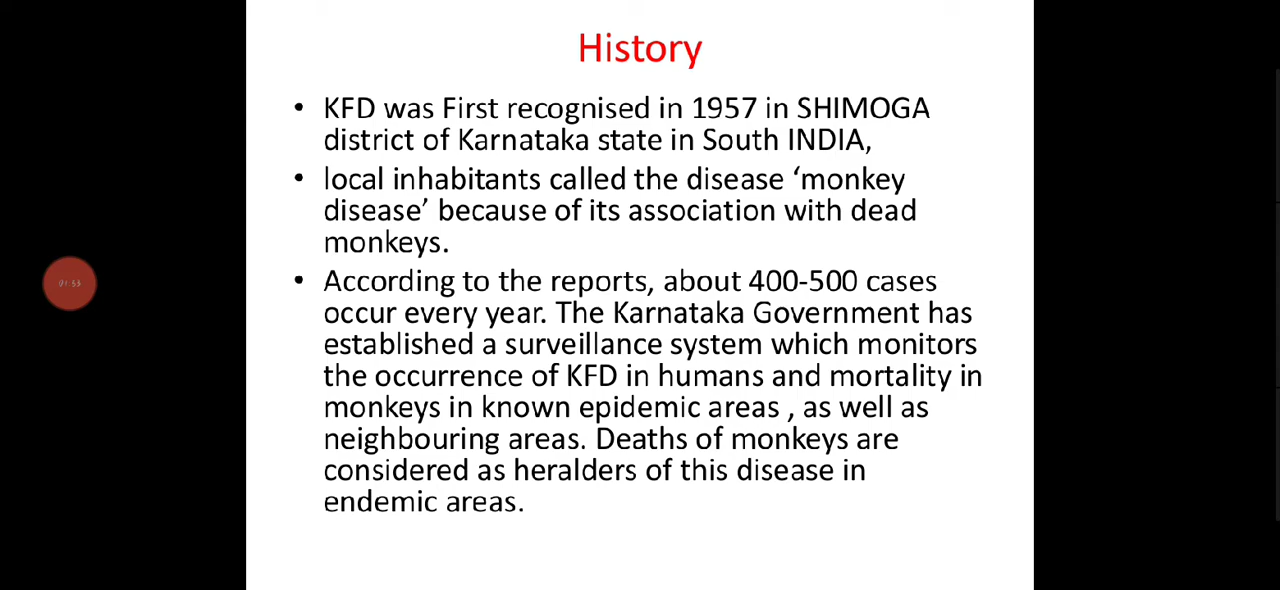 History
• KFD was First recognised in 1957 in SHIMOGA
district of Karnataka state in South INDIA,
• local inhabitants called the disease ‘monkey
disease’ because of its association with dead
monkeys.
• According to the reports, about 400-500 cases
occur every year. The Karnataka Government has
established a surveillance system which monitors
the occurrence of KFD in humans and mortality in
monkeys in known epidemic areas , as well as
neighbouring areas. Deaths of monkeys are
considered as heralders of this disease in
endemic areas.